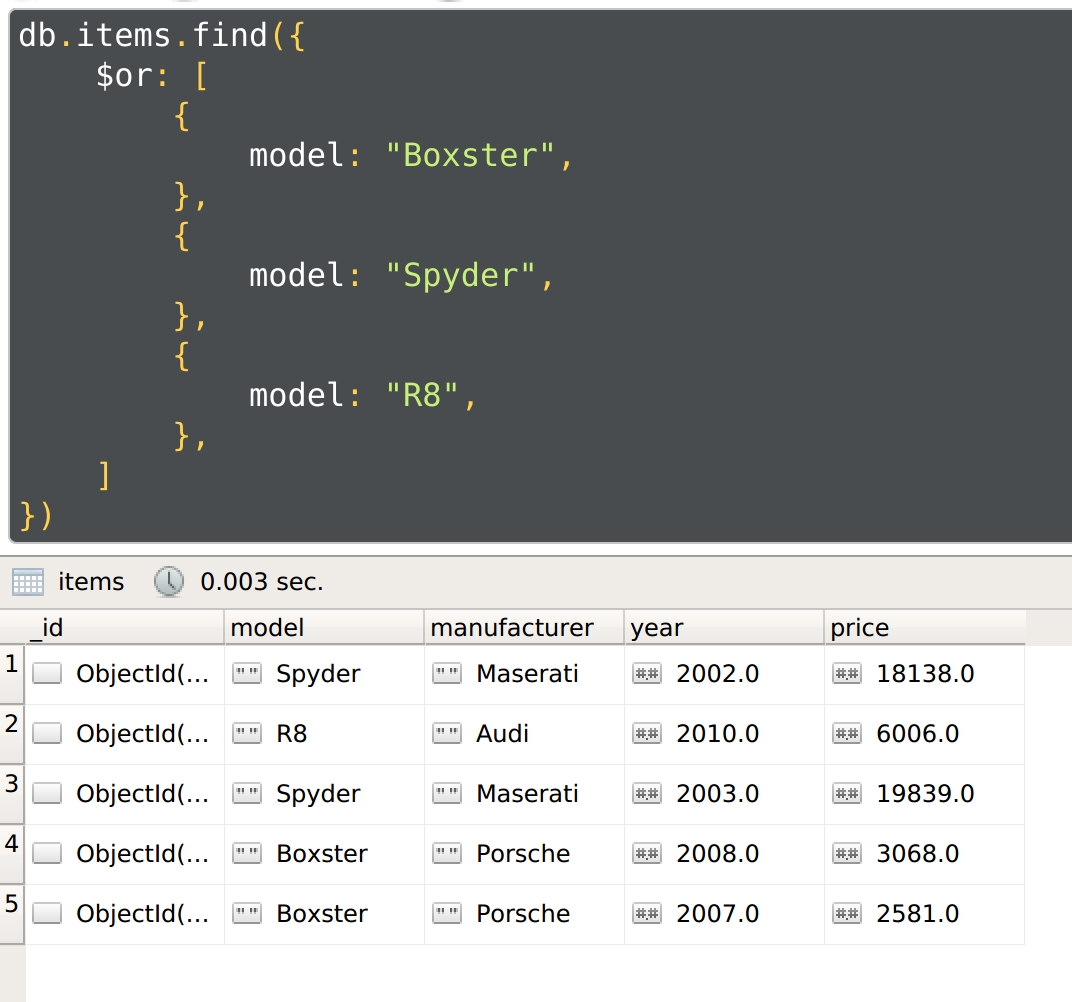 db.items.find({
$or: [
{
model: "Boxster",
},
{
model: "Spyder",
},
{
model: "R8",
},
]
})
items 0.003 sec.
_id model manufacturer year price
1 ObjectId(... "" Spyder "" Maserati #.# 2002.0 #.# 18138.0
2 ObjectId(... "" R8 "" Audi #.# 2010.0 #.# 6006.0
3 ObjectId(... "" Spyder "" Maserati #.# 2003.0 #.# 19839.0
4 ObjectId(... "" Boxster "" Porsche #.# 2008.0 #.# 3068.0
5 ObjectId(... "" Boxster "" Porsche #.# 2007.0 #.# 2581.0